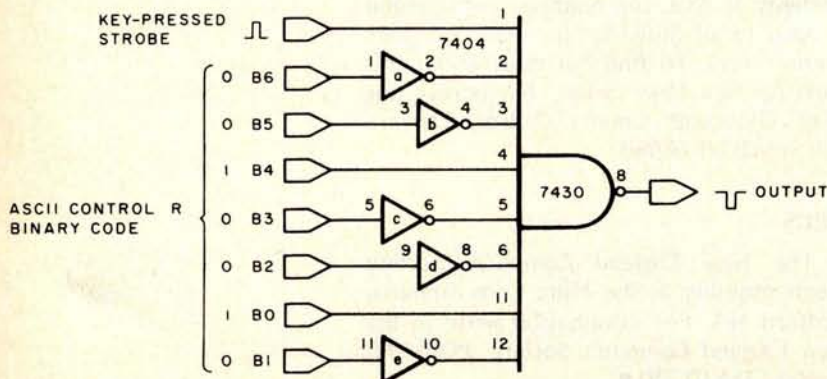 KEY-PRESSED
STROBE
1
7404
0 B6 1 a 2 2
0 B5 3 b 4 3
1 B4 4
ASCII CONTROL R
BINARY CODE
7430 8 OUTPUT
0 B3 5 c 6 5
0 B2 9 d 8 6
1 B0 11
0 B1 11 e 10 12